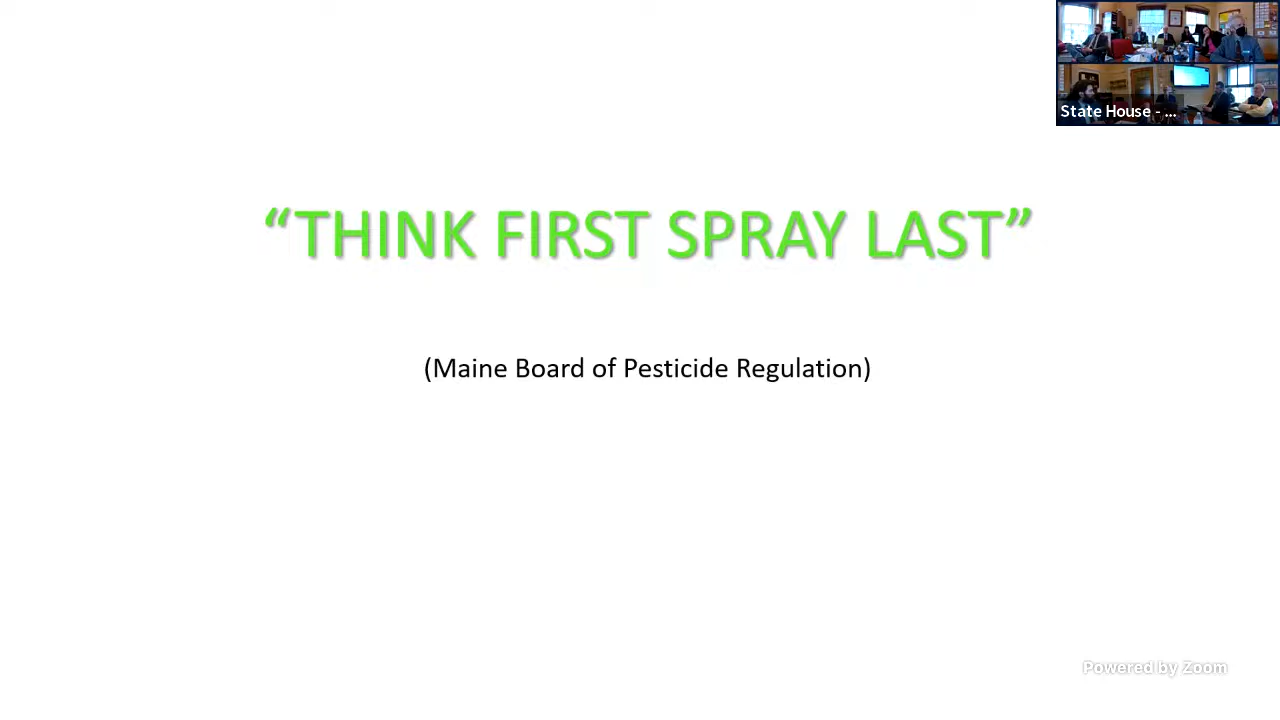 State House - ...
“THINK FIRST SPRAY LAST”
(Maine Board of Pesticide Regulation)
Powered by Zoom